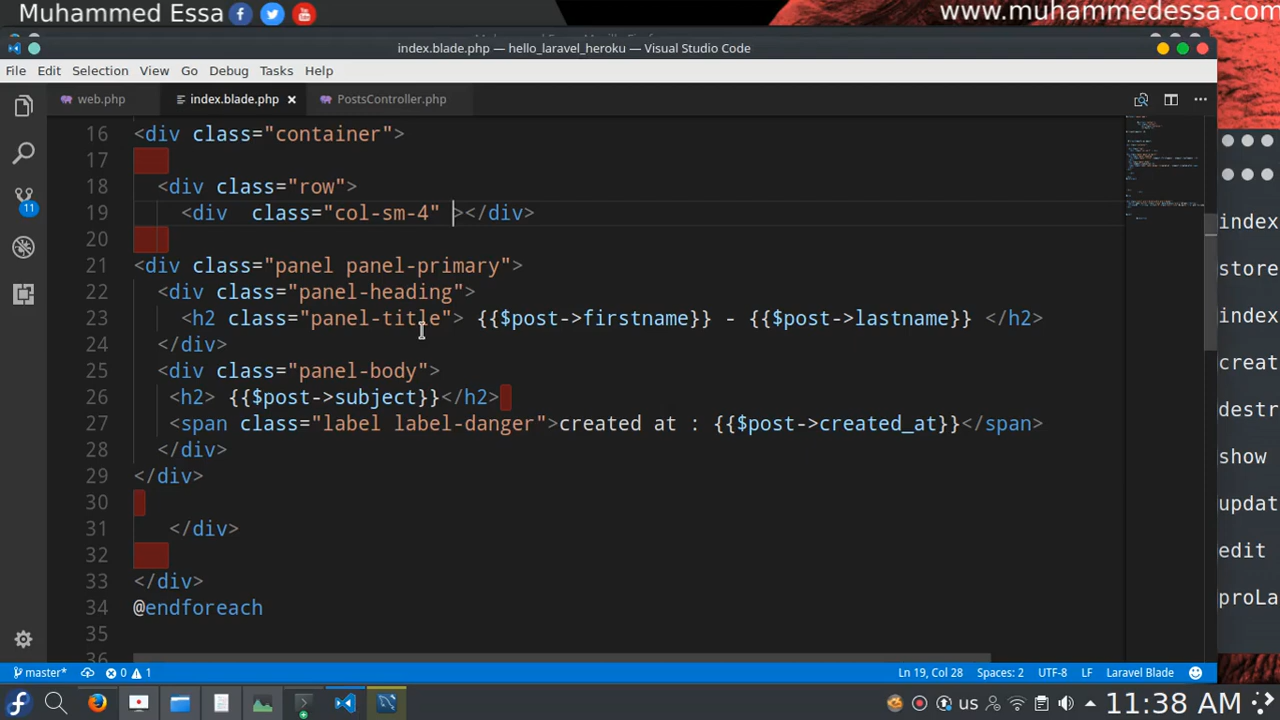 Muhammed Essa
www.muhammedessa.com
index.blade.php — hello_laravel_heroku — Visual Studio Code
File Edit Selection View Go Debug Tasks Help
web.php index.blade.php × PostsController.php
16 <div class="container">
17
18 <div class="row">
19 <div  class="col-sm-4" ></div>
20
21 <div class="panel panel-primary">
22 <div class="panel-heading">
23 <h2 class="panel-title"> {{$post->firstname}} - {{$post->lastname}} </h2>
24 </div>
25 <div class="panel-body">
26 <h2> {{$post->subject}}</h2>
27 <span class="label label-danger">created at : {{$post->created_at}}</span>
28 </div>
29 </div>
30
31 </div>
32
33 </div>
34 @endforeach
35
11
index
store
index
creat
destr
show
updat
edit
proLa
master* 0 1 Ln 19, Col 28 Spaces: 2 UTF-8 LF Laravel Blade
us 11:38 AM